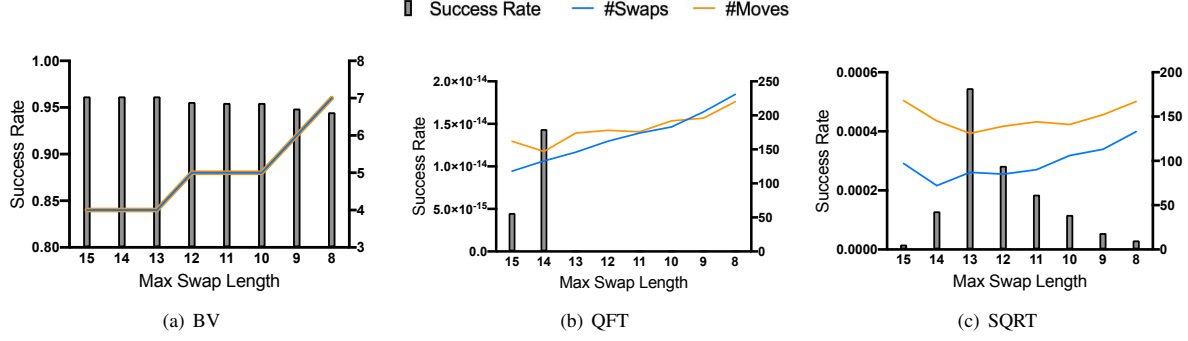 Success Rate #Swaps #Moves
Success Rate
1.00
0.95
0.90
0.85
0.80
8
7
6
5
4
3
15 14 13 12 11 10 9 8
Max Swap Length
(a) BV
Success Rate
2.0×10⁻¹⁴
1.5×10⁻¹⁴
1.0×10⁻¹⁴
5.0×10⁻¹⁵
0.0
250
200
150
100
50
0
15 14 13 12 11 10 9 8
Max Swap Length
(b) QFT
Success Rate
0.0006
0.0004
0.0002
0.0000
200
150
100
50
0
15 14 13 12 11 10 9 8
Max Swap Length
(c) SQRT